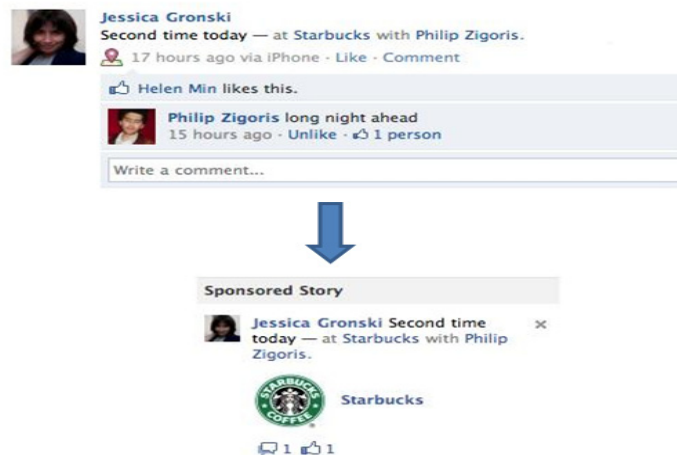 Jessica Gronski
Second time today — at Starbucks with Philip Zigoris.
17 hours ago via iPhone · Like · Comment
Helen Min likes this.
Philip Zigoris long night ahead
15 hours ago · Unlike · 1 person
Write a comment...
Sponsored Story
Jessica Gronski Second time
today — at Starbucks with Philip
Zigoris.
STARBUCKS
COFFEE
Starbucks
1 1